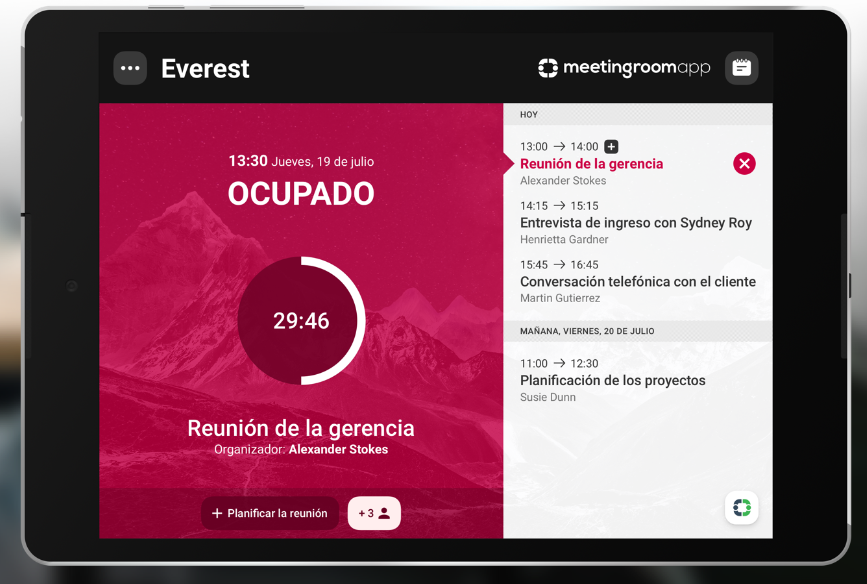 Everest
meetingroomapp
13:30 Jueves, 19 de julio
OCUPADO
29:46
Reunión de la gerencia
Organizador: Alexander Stokes
+ Planificar la reunión
+ 3
HOY
13:00 → 14:00
Reunión de la gerencia
Alexander Stokes
14:15 → 15:15
Entrevista de ingreso con Sydney Roy
Henrietta Gardner
15:45 → 16:45
Conversación telefónica con el cliente
Martin Gutierrez
MAÑANA, VIERNES, 20 DE JULIO
11:00 → 12:30
Planificación de los proyectos
Susie Dunn